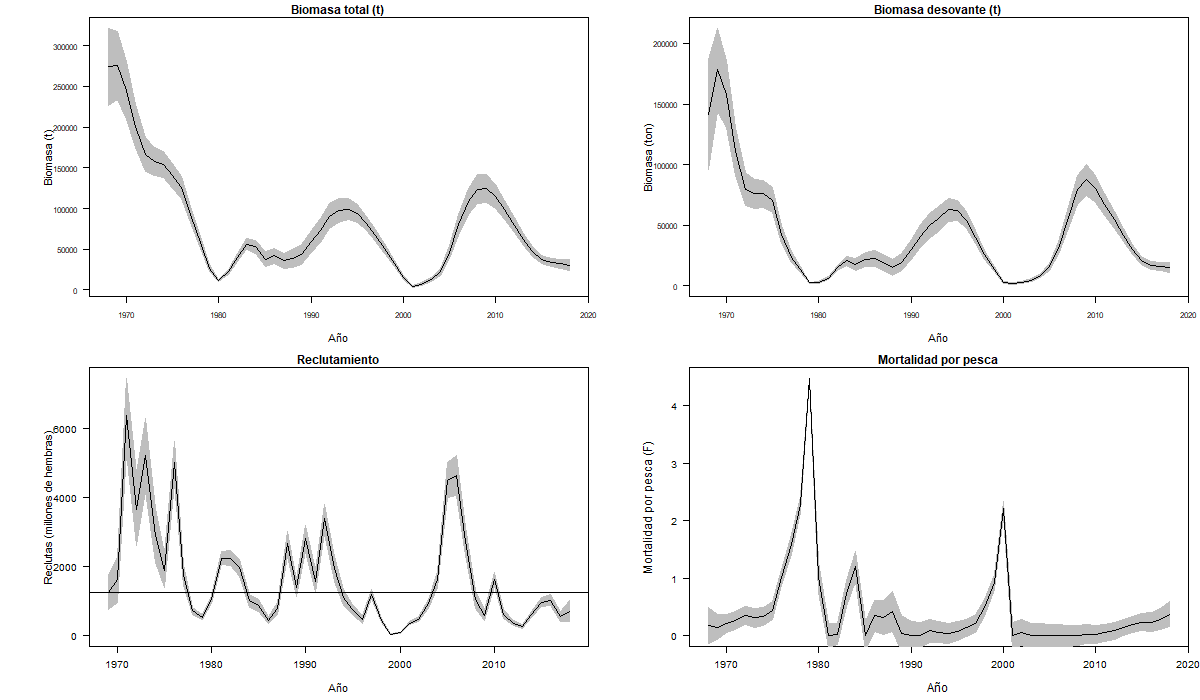 Biomasa total (t)
Biomasa (t)
300000
250000
200000
150000
100000
50000
0
1970 1980 1990 2000 2010 2020
Año
Biomasa desovante (t)
Biomasa (ton)
200000
150000
100000
50000
0
1970 1980 1990 2000 2010 2020
Año
Reclutamiento
Reclutas (millones de hembras)
6000
4000
2000
0
1970 1980 1990 2000 2010
Año
Mortalidad por pesca
Mortalidad por pesca (F)
4
3
2
1
0
1970 1980 1990 2000 2010 2020
Año